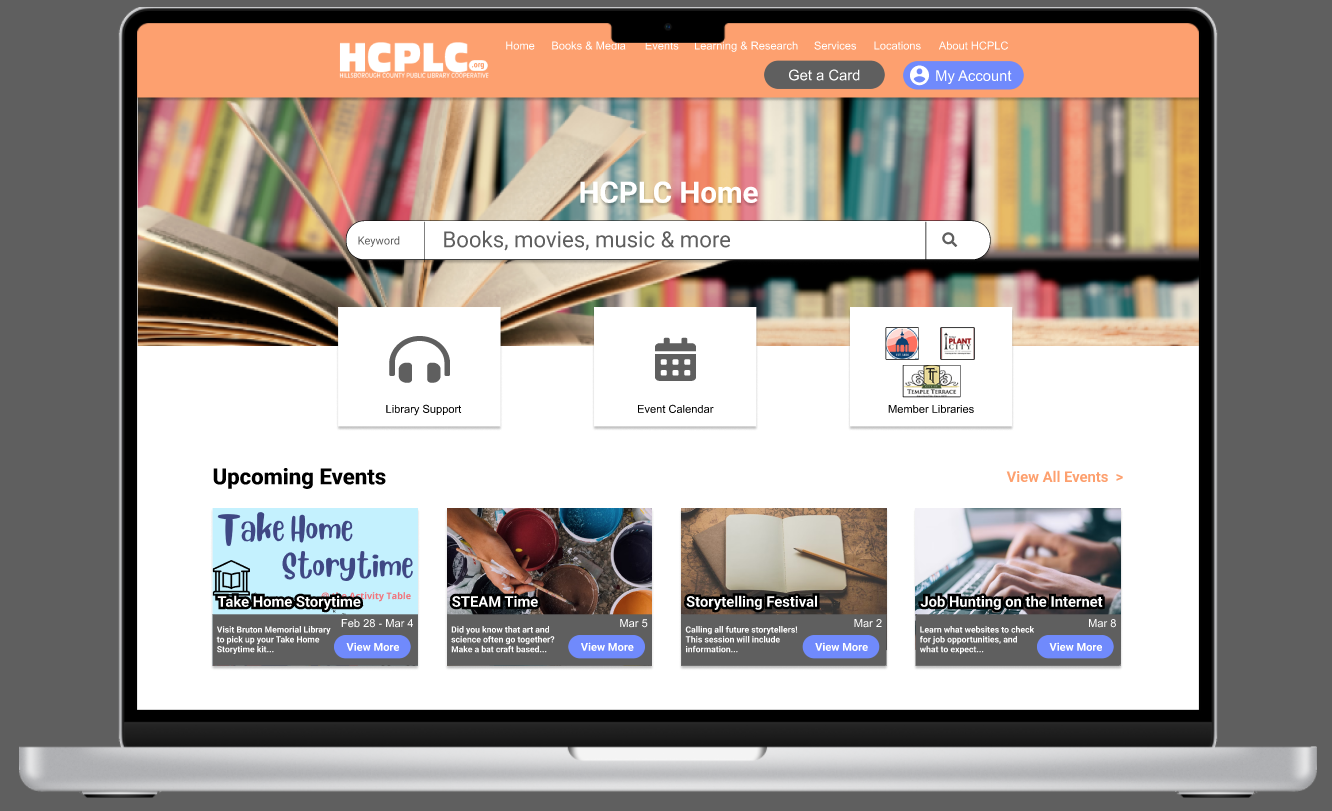 HCPLC
.org
HILLSBOROUGH COUNTY PUBLIC LIBRARY COOPERATIVE
Home Books & Media Events Learning & Research Services Locations About HCPLC
Get a Card
My Account
HCPLC Home
Keyword
Books, movies, music & more
Library Support
Event Calendar
EST. 1834
PLANT
CITY
TT
TEMPLE TERRACE
Member Libraries
Upcoming Events
View All Events >
Take Home
Storytime
Activity Table
Take Home Storytime
Feb 28 - Mar 4
Visit Bruton Memorial Library
to pick up your Take Home
Storytime kit...
View More
STEAM Time
Mar 5
Did you know that art and
science often go together?
Make a bat craft based...
View More
Storytelling Festival
Mar 2
Calling all future storytellers!
This session will include
information...
View More
Job Hunting on the Internet
Mar 8
Learn what websites to check
for job opportunities, and
what to expect...
View More